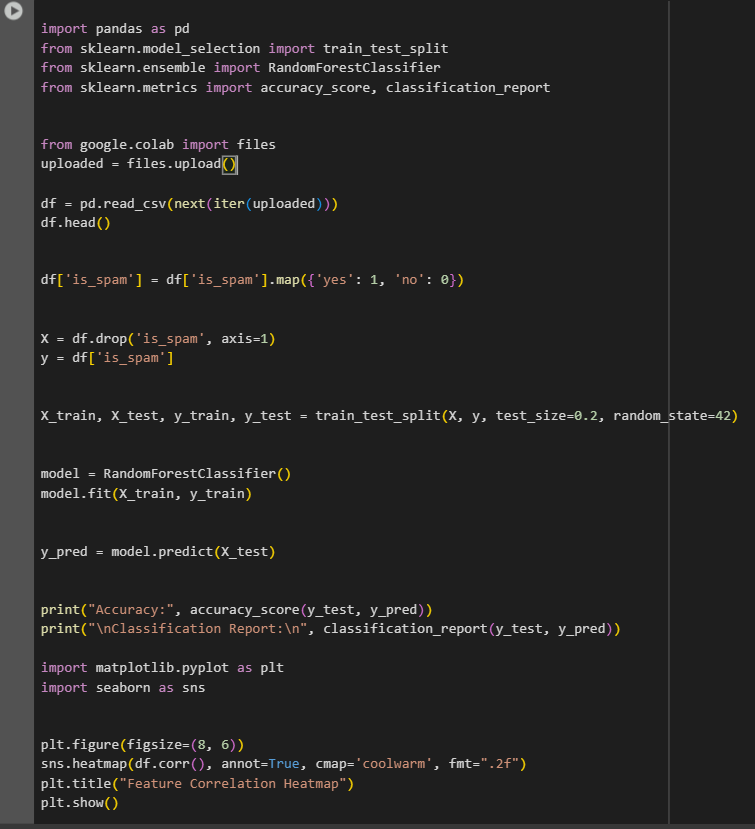 import pandas as pd
from sklearn.model_selection import train_test_split
from sklearn.ensemble import RandomForestClassifier
from sklearn.metrics import accuracy_score, classification_report
from google.colab import files
uploaded = files.upload()
df = pd.read_csv(next(iter(uploaded)))
df.head()
df['is_spam'] = df['is_spam'].map({'yes': 1, 'no': 0})
X = df.drop('is_spam', axis=1)
y = df['is_spam']
X_train, X_test, y_train, y_test = train_test_split(X, y, test_size=0.2, random_state=42)
model = RandomForestClassifier()
model.fit(X_train, y_train)
y_pred = model.predict(X_test)
print("Accuracy:", accuracy_score(y_test, y_pred))
print("\nClassification Report:\n", classification_report(y_test, y_pred))
import matplotlib.pyplot as plt
import seaborn as sns
plt.figure(figsize=(8, 6))
sns.heatmap(df.corr(), annot=True, cmap='coolwarm', fmt=".2f")
plt.title("Feature Correlation Heatmap")
plt.show()